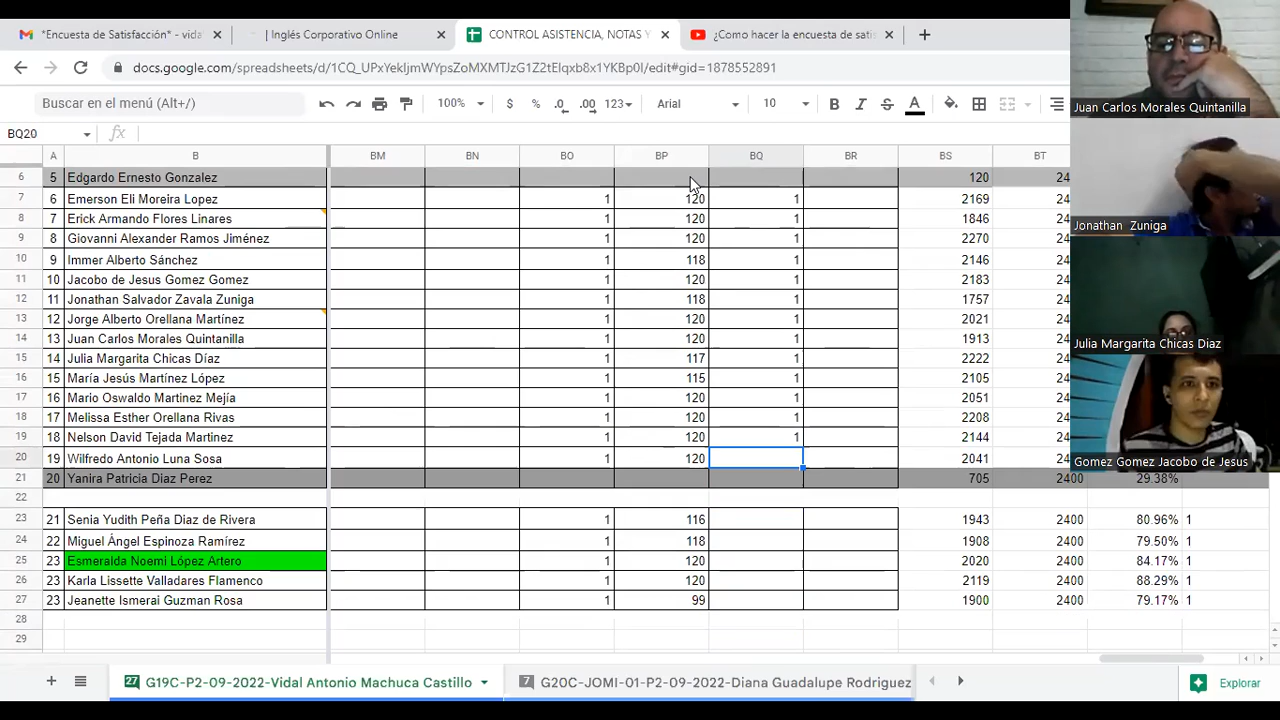 *Encuesta de Satisfacción* - vida
| Inglés Corporativo Online
CONTROL ASISTENCIA, NOTAS Y
¿Como hacer la encuesta de sati
docs.google.com/spreadsheets/d/1CQ_UPxYekIjmWYpsZoMXMTJzG1Z2tEIqxb8x1YKBp0I/edit#gid=1878552891
Buscar en el menú (Alt+/)
100%
$
%
.0
.00
123
Arial
10
B
I
S
A
BQ20
fx
A B BM BN BO BP BQ BR BS BT
6 5 Edgardo Ernesto Gonzalez 120 24
7 6 Emerson Eli Moreira Lopez 1 120 1 2169 24
8 7 Erick Armando Flores Linares 1 120 1 1846 24
9 8 Giovanni Alexander Ramos Jiménez 1 120 1 2270 24
10 9 Immer Alberto Sánchez 1 118 1 2146 24
11 10 Jacobo de Jesus Gomez Gomez 1 120 1 2183 24
12 11 Jonathan Salvador Zavala Zuniga 1 118 1 1757 24
13 12 Jorge Alberto Orellana Martínez 1 120 1 2021 24
14 13 Juan Carlos Morales Quintanilla 1 120 1 1913 24
15 14 Julia Margarita Chicas Díaz 1 117 1 2222 24
16 15 María Jesús Martínez López 1 115 1 2105 24
17 16 Mario Oswaldo Martinez Mejía 1 120 1 2051 24
18 17 Melissa Esther Orellana Rivas 1 120 1 2208 24
19 18 Nelson David Tejada Martinez 1 120 1 2144 24
20 19 Wilfredo Antonio Luna Sosa 1 120 2041 24
21 20 Yanira Patricia Diaz Perez 705 2400 29.38%
22
23 21 Senia Yudith Peña Diaz de Rivera 1 116 1943 2400 80.96% 1
24 22 Miguel Ángel Espinoza Ramírez 1 118 1908 2400 79.50% 1
25 23 Esmeralda Noemi López Artero 1 120 2020 2400 84.17% 1
26 23 Karla Lissette Valladares Flamenco 1 120 2119 2400 88.29% 1
27 23 Jeanette Ismerai Guzman Rosa 1 99 1900 2400 79.17% 1
28
29
27 G19C-P2-09-2022-Vidal Antonio Machuca Castillo
7 G20C-JOMI-01-P2-09-2022-Diana Guadalupe Rodriguez
Explorar
Juan Carlos Morales Quintanilla
Jonathan Zuniga
Julia Margarita Chicas Diaz
Gomez Gomez Jacobo de Jesus